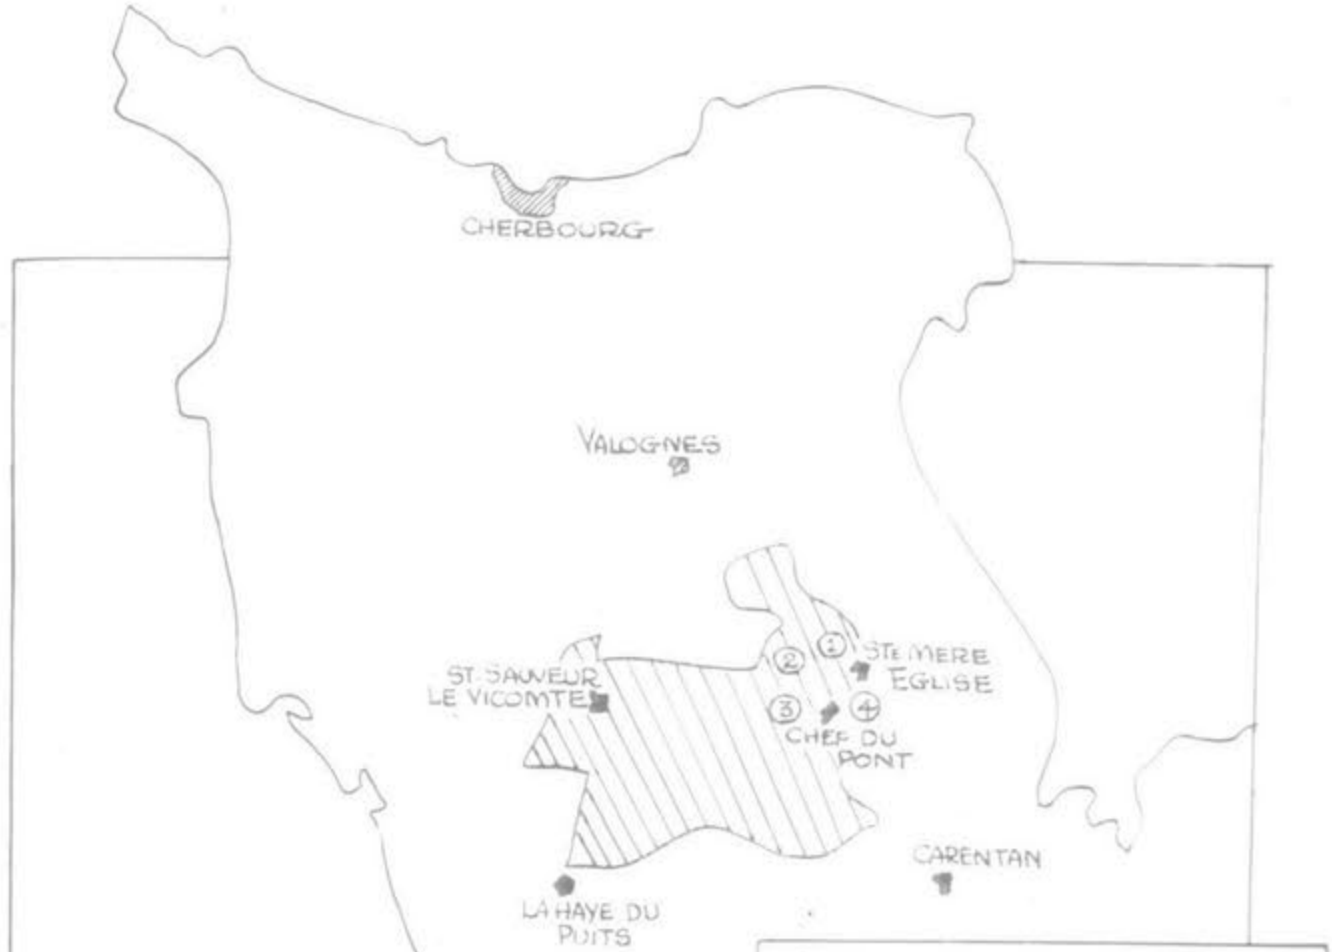 CHERBOURG
VALOGNES
① STE MERE
② EGLISE
ST. SAUVEUR
LE VICOMTE
③ ④
CHEF DU
PONT
CARENTAN
LA HAYE DU
PUITS